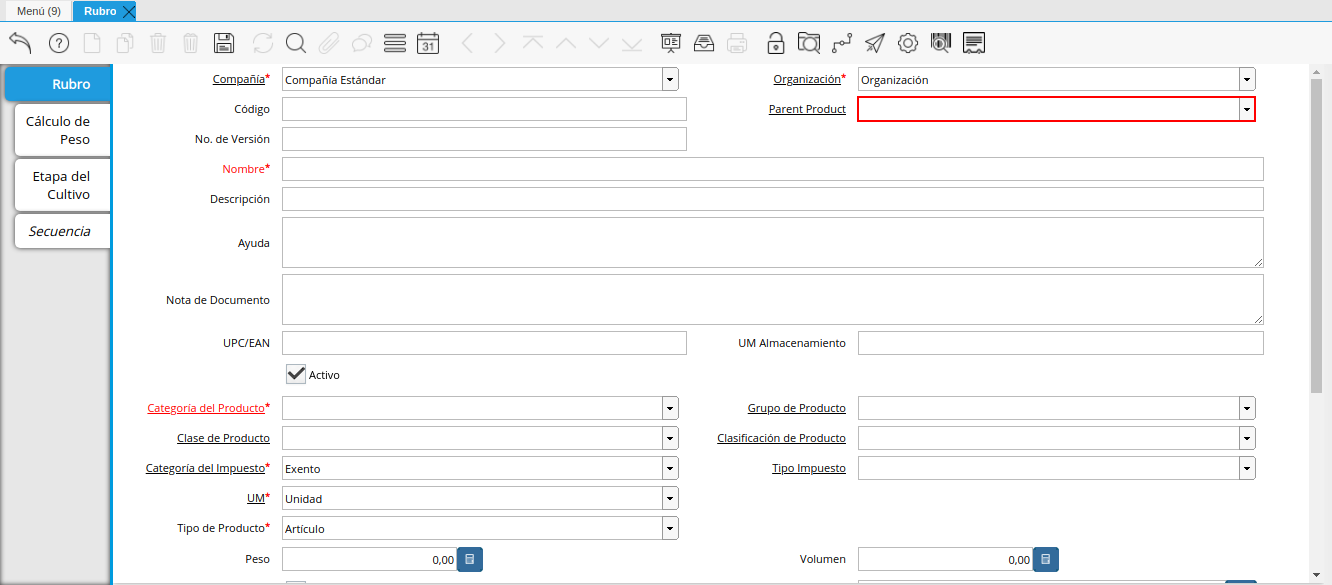 Menú (9)
Rubro
31
Rubro
Cálculo de
Peso
Etapa del
Cultivo
Secuencia
Compañía* Compañía Estándar Organización* Organización
Código Parent Product
No. de Versión
Nombre*
Descripción
Ayuda
Nota de Documento
UPC/EAN UM Almacenamiento
Activo
Categoría del Producto* Grupo de Producto
Clase de Producto Clasificación de Producto
Categoría del Impuesto* Exento Tipo Impuesto
UM* Unidad
Tipo de Producto* Artículo
Peso 0,00 Volumen 0,00